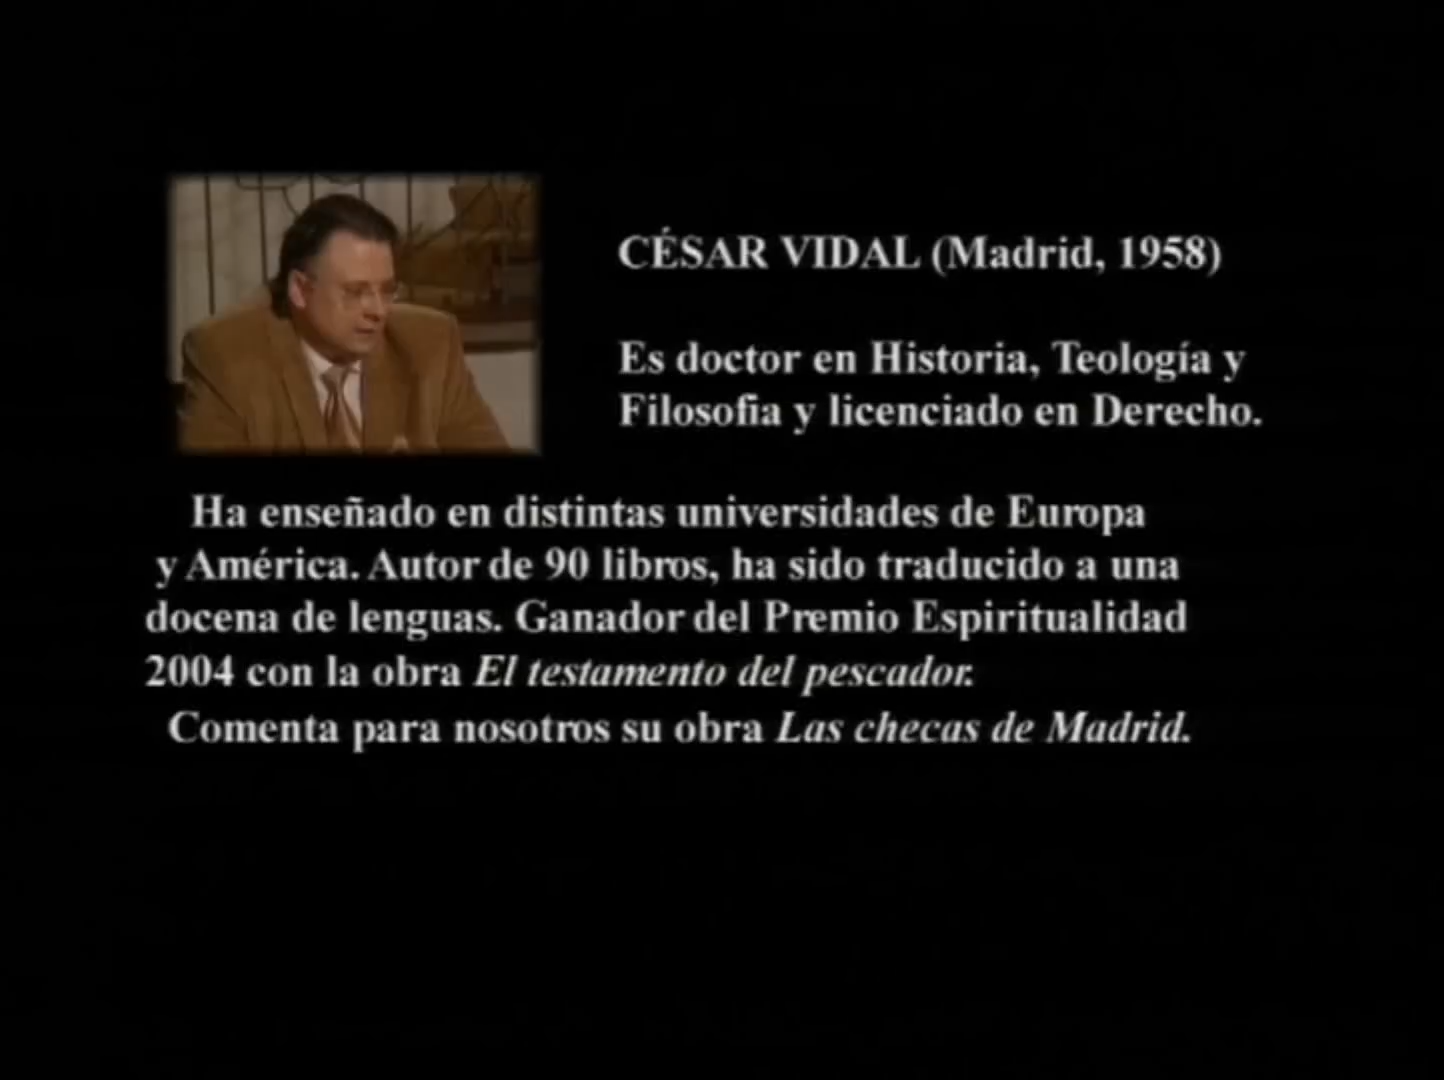 CÉSAR VIDAL (Madrid, 1958)
Es doctor en Historia, Teología y
Filosofia y licenciado en Derecho.
Ha enseñado en distintas universidades de Europa
y América. Autor de 90 libros, ha sido traducido a una
docena de lenguas. Ganador del Premio Espiritualidad
2004 con la obra El testamento del pescador.
Comenta para nosotros su obra Las checas de Madrid.